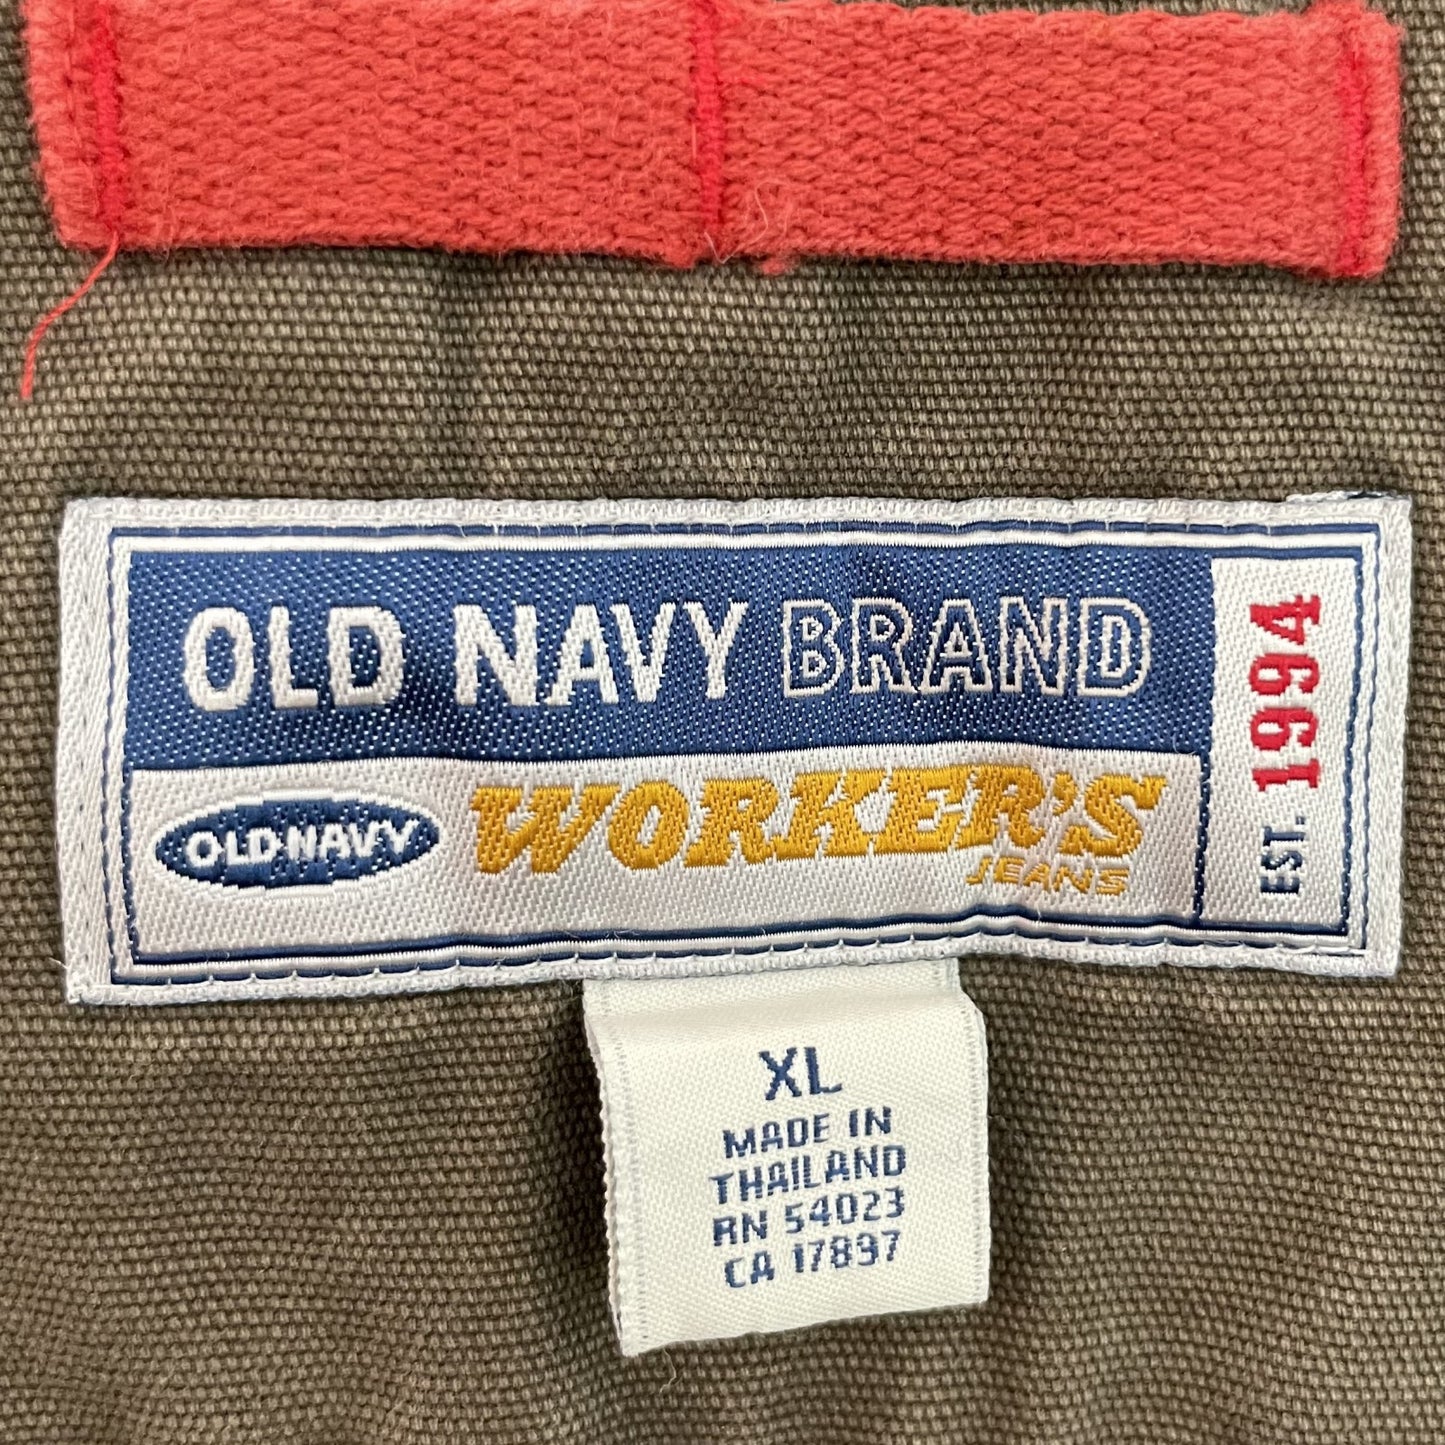 OLD NAVY BRAND
OLD NAVY
WORKER'S
JEANS
EST. 1994
XL
MADE IN
THAILAND
RN 54023
CA 17897